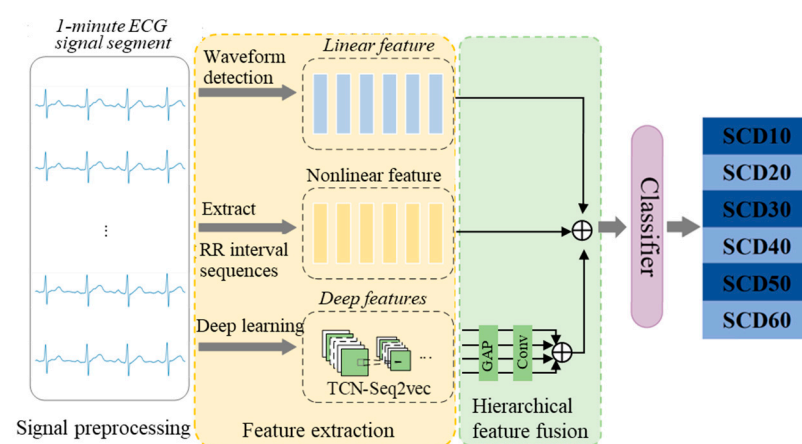 1-minute ECG
signal segment
Signal preprocessing
Waveform
detection
Extract
RR interval
sequences
Deep learning
Linear feature
Nonlinear feature
Deep features
...
TCN-Seq2vec
Feature extraction
GAP
Conv
Hierarchical
feature fusion
Classifier
SCD10
SCD20
SCD30
SCD40
SCD50
SCD60